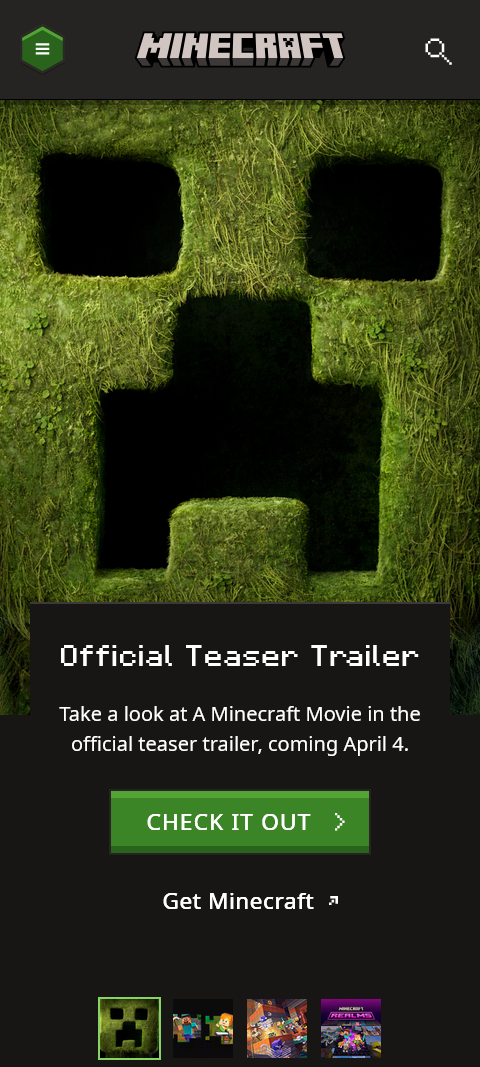 MINECRAFT
Official Teaser Trailer
Take a look at A Minecraft Movie in the
official teaser trailer, coming April 4.
CHECK IT OUT
Get Minecraft
MINECRAFT
REALMS